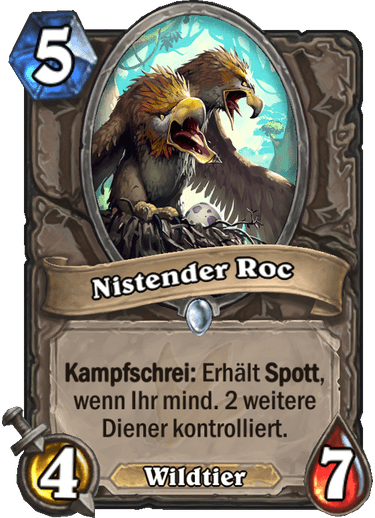 5
Nistender Roc
Kampfschrei: Erhält Spott,
wenn Ihr mind. 2 weitere
Diener kontrolliert.
4
Wildtier
7